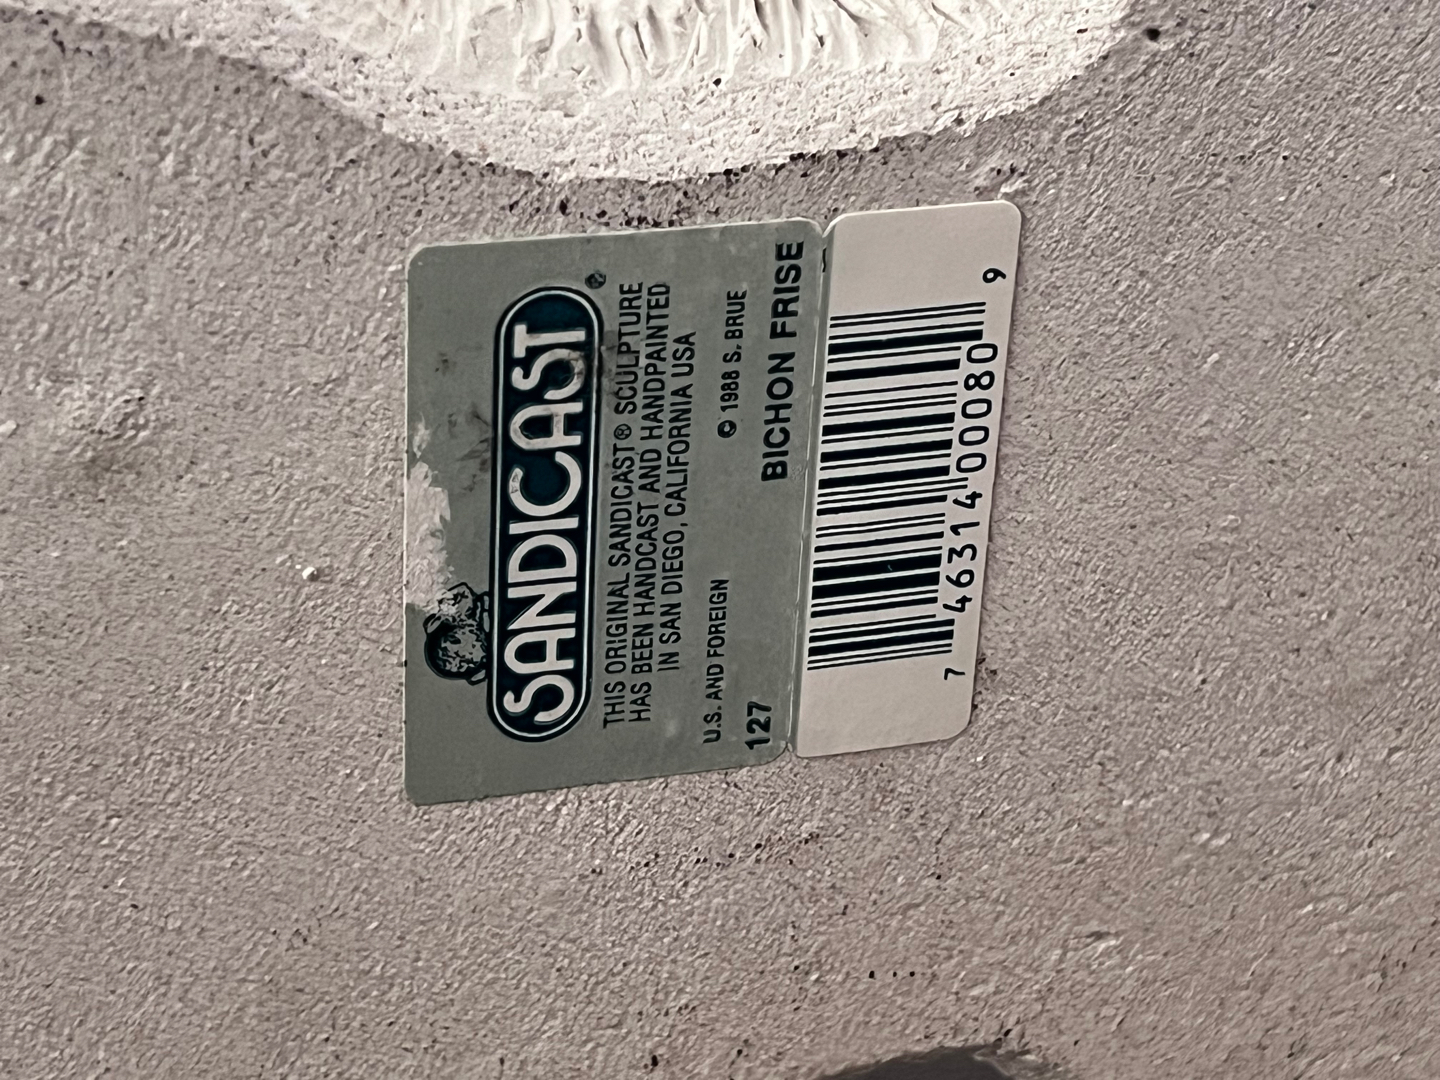 SANDICAST®
THIS ORIGINAL SANDICAST® SCULPTURE
HAS BEEN HANDCAST AND HANDPAINTED
IN SAN DIEGO, CALIFORNIA USA
U.S. AND FOREIGN © 1988 S. BRUE
127 BICHON FRISE
7 46314 00080 9